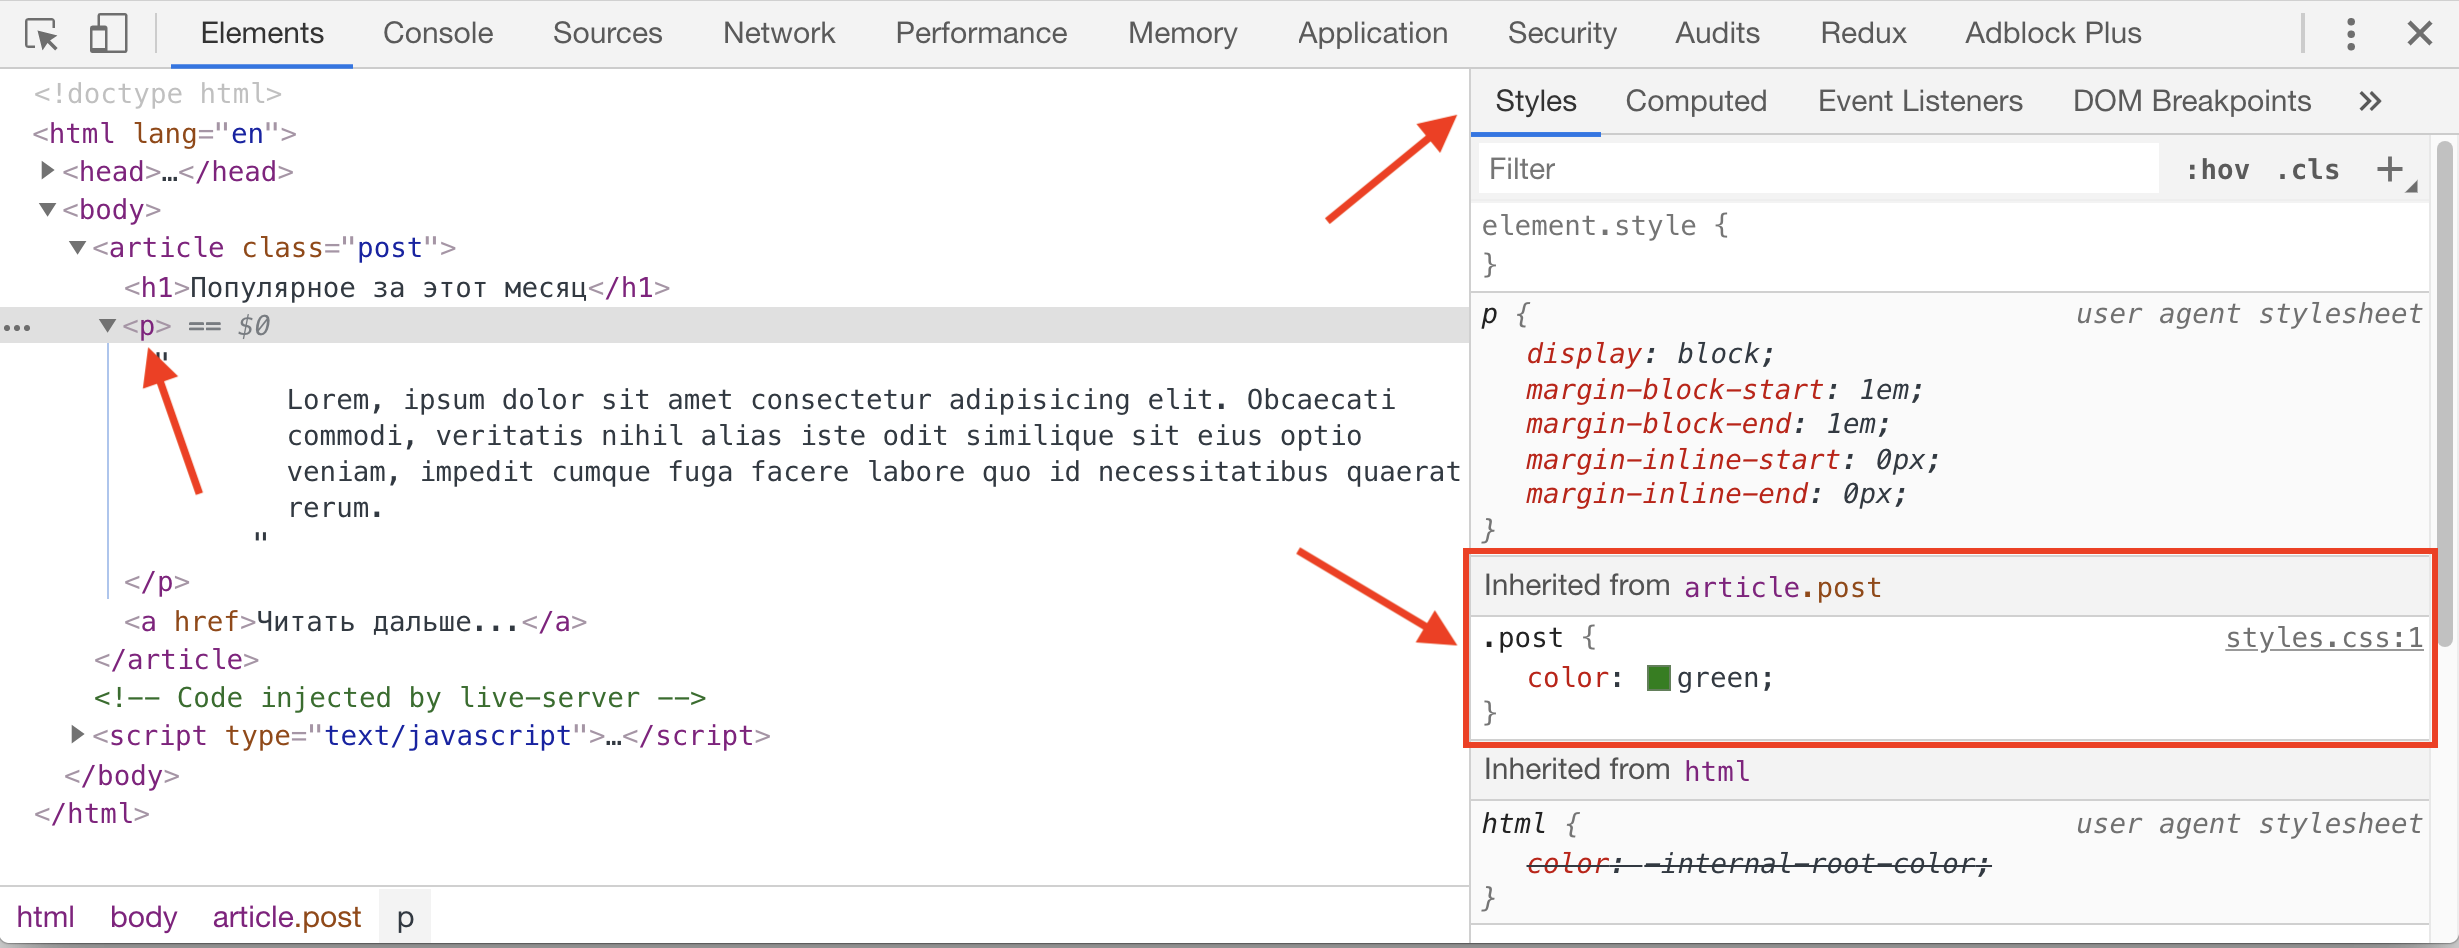 Elements Console Sources Network Performance Memory Application Security Audits Redux Adblock Plus
<!doctype html>
<html lang="en">
<head>…</head>
<body>
<article class="post">
<h1>Популярное за этот месяц</h1>
<p> == $0
"
Lorem, ipsum dolor sit amet consectetur adipisicing elit. Obcaecati
commodi, veritatis nihil alias iste odit similique sit eius optio
veniam, impedit cumque fuga facere labore quo id necessitatibus quaerat
rerum.
"
</p>
<a href>Читать дальше...</a>
</article>
<!-- Code injected by live-server -->
<script type="text/javascript">…</script>
</body>
</html>
html body article.post p
Styles Computed Event Listeners DOM Breakpoints »
Filter :hov .cls +
element.style {
}
p { user agent stylesheet
display: block;
margin-block-start: 1em;
margin-block-end: 1em;
margin-inline-start: 0px;
margin-inline-end: 0px;
}
Inherited from article.post
.post { styles.css:1
color: green;
}
Inherited from html
html { user agent stylesheet
color: -internal-root-color;
}